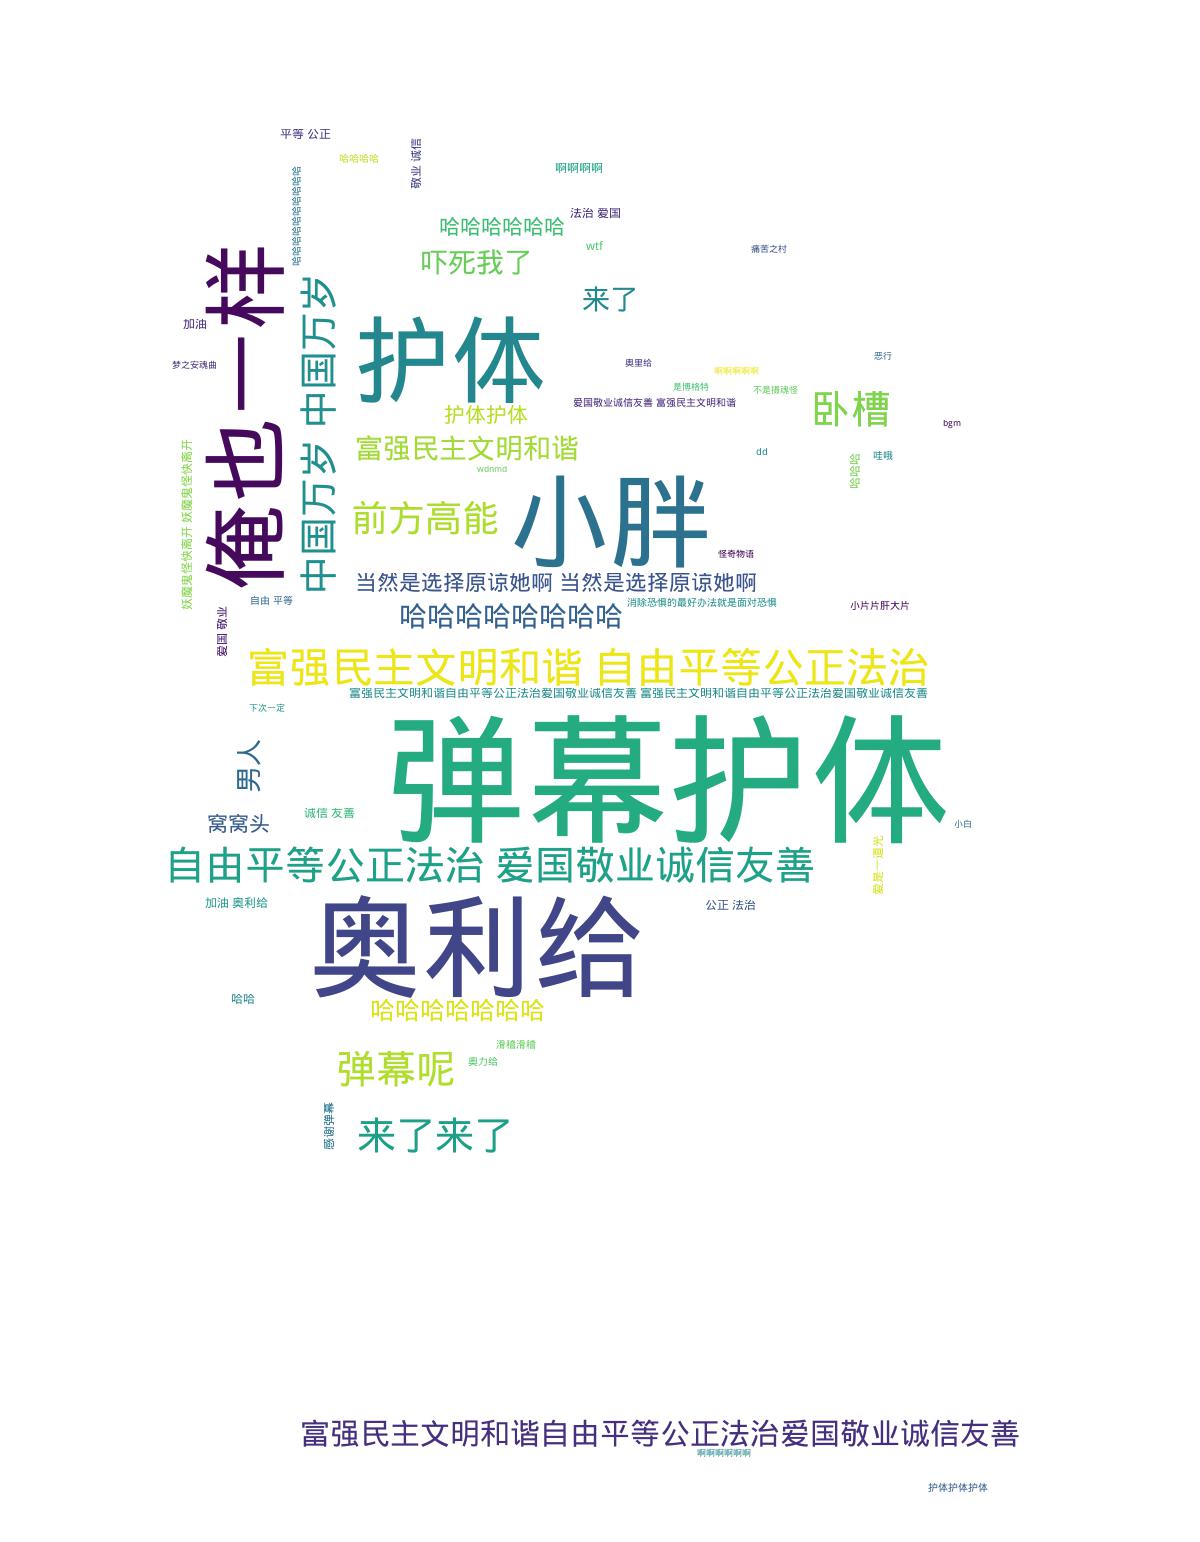 平等 公正
哈哈哈哈
敬业 诚信
啊啊啊啊
哈哈哈哈哈哈哈哈哈
法治 爱国
哈哈哈哈哈哈
wtf
痛苦之村
吓死我了
俺也一样
中国万岁 中国万岁
来了
加油
护体
恶行
梦之安魂曲
奥里给
啊啊啊啊啊
是博格特
不是摄魂怪
卧槽
爱国敬业诚信友善 富强民主文明和谐
护体护体
bgm
富强民主文明和谐
dd
哇哦
哈哈哈
wdnmd
妖魔鬼怪快离开 妖魔鬼怪快离开
前方高能
小胖
怪奇物语
当然是选择原谅她啊 当然是选择原谅她啊
自由 平等
消除恐惧的最好办法就是面对恐惧
小片片肝大片
哈哈哈哈哈哈哈哈
爱国 敬业
富强民主文明和谐 自由平等公正法治
富强民主文明和谐自由平等公正法治爱国敬业诚信友善 富强民主文明和谐自由平等公正法治爱国敬业诚信友善
下次一定
男人
弹幕护体
诚信 友善
窝窝头
小白
自由平等公正法治 爱国敬业诚信友善
爱是一道光
加油 奥利给
奥利给
公正 法治
哈哈
哈哈哈哈哈哈哈
滑稽滑稽
弹幕呢
奥力给
感谢弹幕
来了来了
富强民主文明和谐自由平等公正法治爱国敬业诚信友善
啊啊啊啊啊啊
护体护体护体